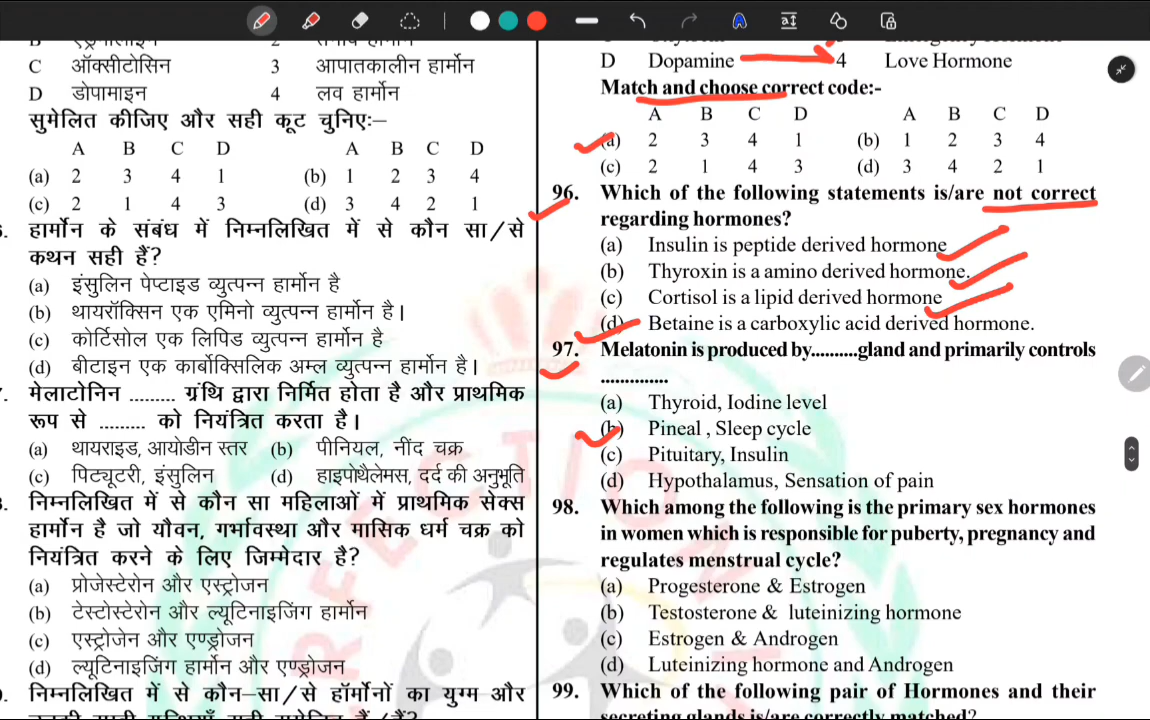 C ऑक्सीटोसिन 3 आपातकालीन हार्मोन
D डोपामाइन 4 लव हार्मोन
सुमेलित कीजिए और सही कूट चुनिएः–
A B C D A B C D
(a) 2 3 4 1 (b) 1 2 3 4
(c) 2 1 4 3 (d) 3 4 2 1
हार्मोन के संबंध में निम्नलिखित में से कौन सा/से
कथन सही हैं?
(a) इंसुलिन पेप्टाइड व्युत्पन्न हार्मोन है
(b) थायरॉक्सिन एक एमिनो व्युत्पन्न हार्मोन है।
(c) कोर्टिसोल एक लिपिड व्युत्पन्न हार्मोन है
(d) बीटाइन एक कार्बोक्सिलिक अम्ल व्युत्पन्न हार्मोन है।
मेलाटोनिन ......... ग्रंथि द्वारा निर्मित होता है और प्राथमिक
रूप से ......... को नियंत्रित करता है।
(a) थायराइड, आयोडीन स्तर (b) पीनियल, नींद चक्र
(c) पिट्यूटरी, इंसुलिन (d) हाइपोथैलेमस, दर्द की अनुभूति
निम्नलिखित में से कौन सा महिलाओं में प्राथमिक सेक्स
हार्मोन है जो यौवन, गर्भावस्था और मासिक धर्म चक्र को
नियंत्रित करने के लिए जिम्मेदार है?
(a) प्रोजेस्टेरोन और एस्ट्रोजन
(b) टेस्टोस्टेरोन और ल्यूटिनाइजिंग हार्मोन
(c) एस्ट्रोजेन और एण्ड्रोजन
(d) ल्यूटिनाइजिंग हार्मोन और एण्ड्रोजन
निम्नलिखित में से कौन–सा/से हॉर्मोनों का युग्म और
D Dopamine 4 Love Hormone
Match and choose correct code:-
A B C D A B C D
(a) 2 3 4 1 (b) 1 2 3 4
(c) 2 1 4 3 (d) 3 4 2 1
96. Which of the following statements is/are not correct
regarding hormones?
(a) Insulin is peptide derived hormone
(b) Thyroxin is a amino derived hormone.
(c) Cortisol is a lipid derived hormone
(d) Betaine is a carboxylic acid derived hormone.
97. Melatonin is produced by..........gland and primarily controls
...............
(a) Thyroid, Iodine level
(b) Pineal , Sleep cycle
(c) Pituitary, Insulin
(d) Hypothalamus, Sensation of pain
98. Which among the following is the primary sex hormones
in women which is responsible for puberty, pregnancy and
regulates menstrual cycle?
(a) Progesterone & Estrogen
(b) Testosterone & luteinizing hormone
(c) Estrogen & Androgen
(d) Luteinizing hormone and Androgen
99. Which of the following pair of Hormones and their
secreting glands is/are correctly matched?